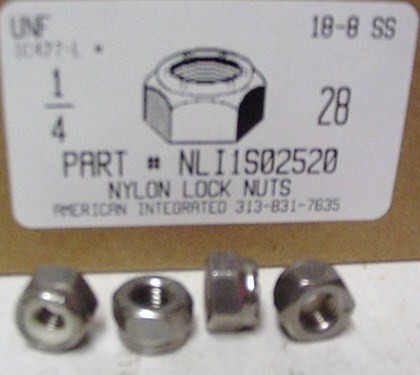 UNF 18-8 SS
1/4 28
PART # NLI1S02520
NYLON LOCK NUTS
AMERICAN INTEGRATED 313-831-7635